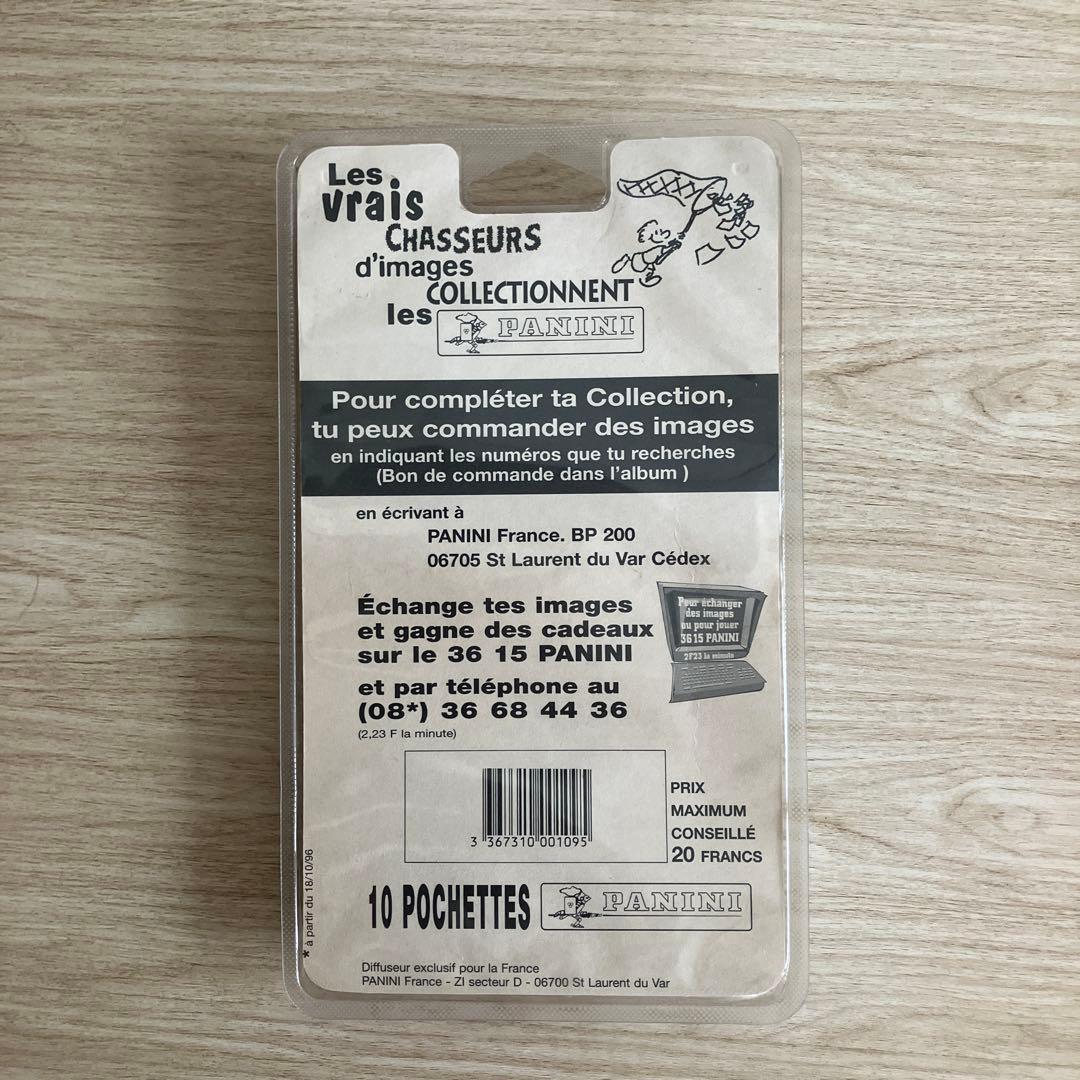 Les
vrais
CHASSEURS
d'images
COLLECTIONNENT
les PANINI
Pour compléter ta Collection,
tu peux commander des images
en indiquant les numéros que tu recherches
(Bon de commande dans l'album )
en écrivant à
PANINI France. BP 200
06705 St Laurent du Var Cédex
Échange tes images
et gagne des cadeaux
sur le 36 15 PANINI
Pour échanger
des images
ou pour jouer
36 15 PANINI
2F23 la minute
et par téléphone au
(08*) 36 68 44 36
(2,23 F la minute)
3 367310 001095
PRIX
MAXIMUM
CONSEILLÉ
20 FRANCS
* à partir du 18/10/96
10 POCHETTES PANINI
Diffuseur exclusif pour la France
PANINI France - ZI secteur D - 06700 St Laurent du Var